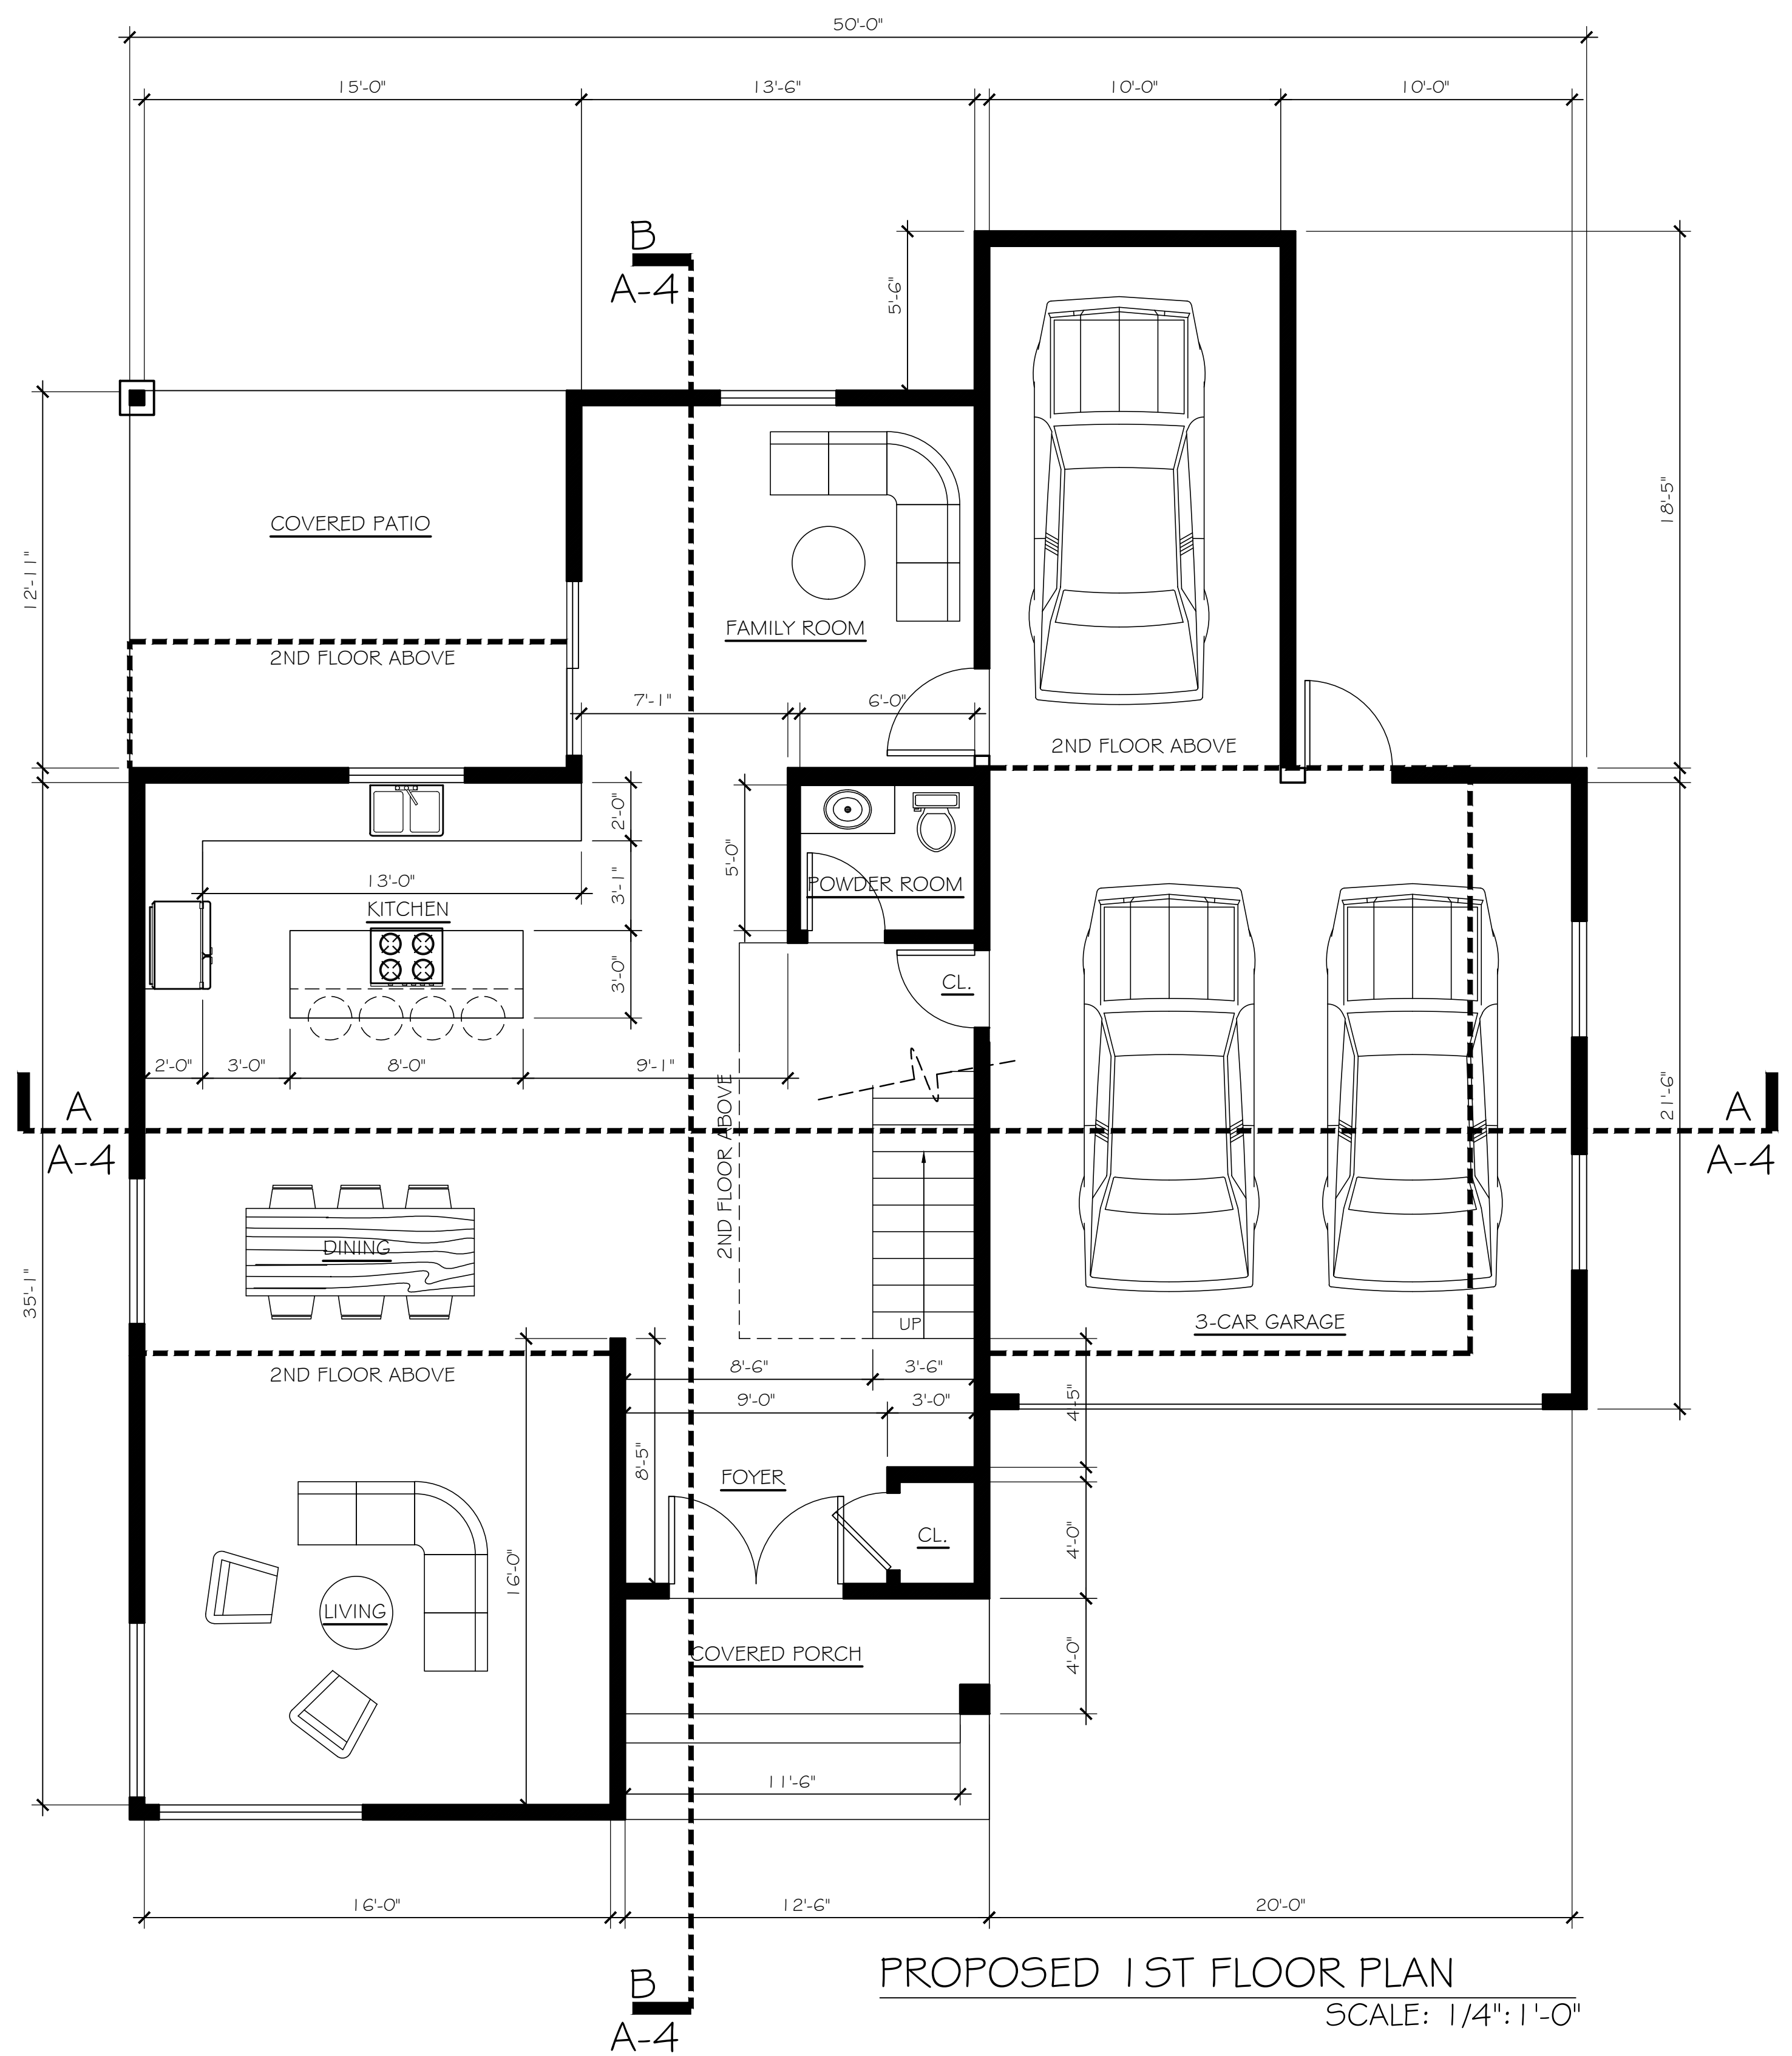 50'-0"
15'-0"
13'-6"
10'-0"
10'-0"
B
A-4
5'-6"
18'-5"
COVERED PATIO
12'-11"
FAMILY ROOM
2ND FLOOR ABOVE
7'-1"
6'-0"
2ND FLOOR ABOVE
2'-0"
5'-0"
13'-0"
3'-1"
POWDER ROOM
KITCHEN
3'-0"
CL.
2'-0"
3'-0"
8'-0"
9'-1"
21'-6"
A
A-4
A
A-4
2ND FLOOR ABOVE
DINING
35'-1"
UP
3-CAR GARAGE
2ND FLOOR ABOVE
8'-6"
3'-6"
9'-0"
3'-0"
4'-5"
8'-5"
FOYER
CL.
4'-0"
16'-0"
LIVING
COVERED PORCH
4'-0"
11'-6"
16'-0"
12'-6"
20'-0"
B
A-4
PROPOSED 1ST FLOOR PLAN
SCALE: 1/4":1'-0"